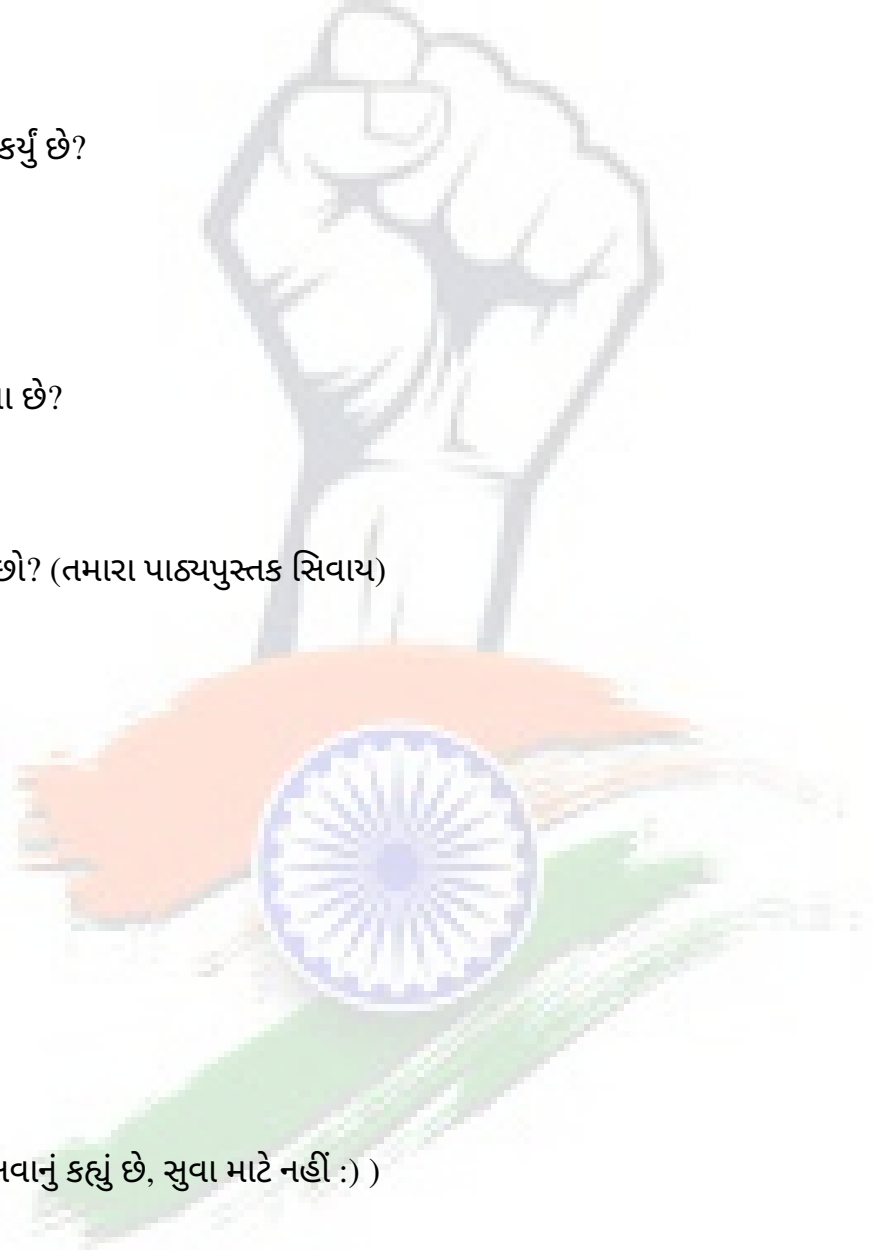 કર્યું છે?
છે?
છો? (તમારા પાઠ્યપુસ્તક સિવાય)
કહ્યું છે, સુવા માટે નહીં :) )